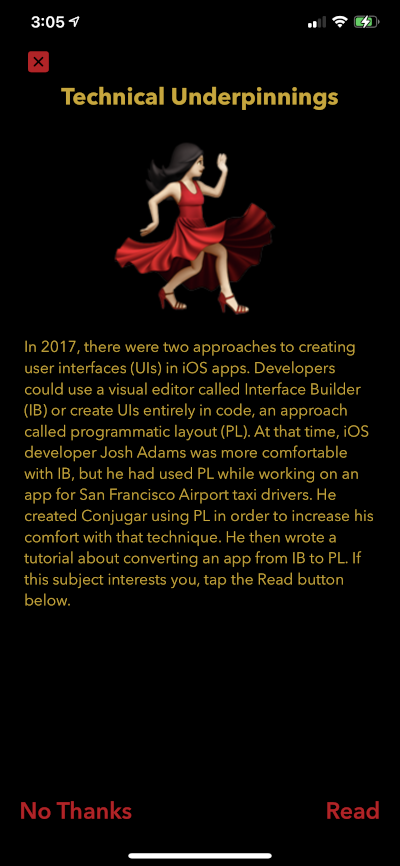 3:05
Technical Underpinnings
In 2017, there were two approaches to creating
user interfaces (UIs) in iOS apps. Developers
could use a visual editor called Interface Builder
(IB) or create UIs entirely in code, an approach
called programmatic layout (PL). At that time, iOS
developer Josh Adams was more comfortable
with IB, but he had used PL while working on an
app for San Francisco Airport taxi drivers. He
created Conjugar using PL in order to increase his
comfort with that technique. He then wrote a
tutorial about converting an app from IB to PL. If
this subject interests you, tap the Read button
below.
No Thanks
Read